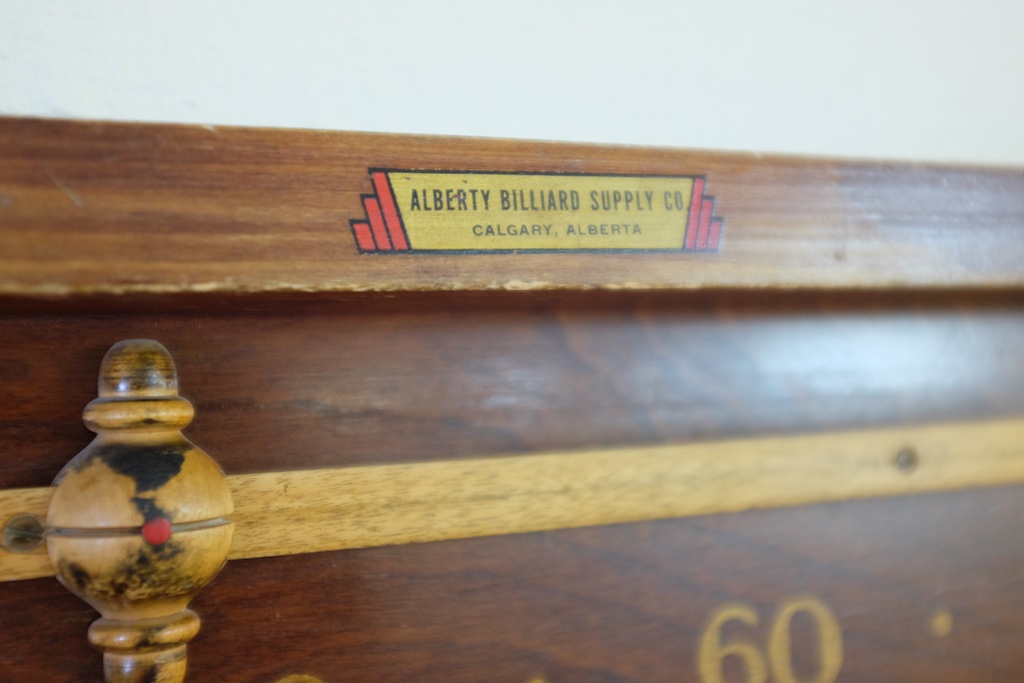 ALBERTY BILLIARD SUPPLY CO.
CALGARY, ALBERTA
60